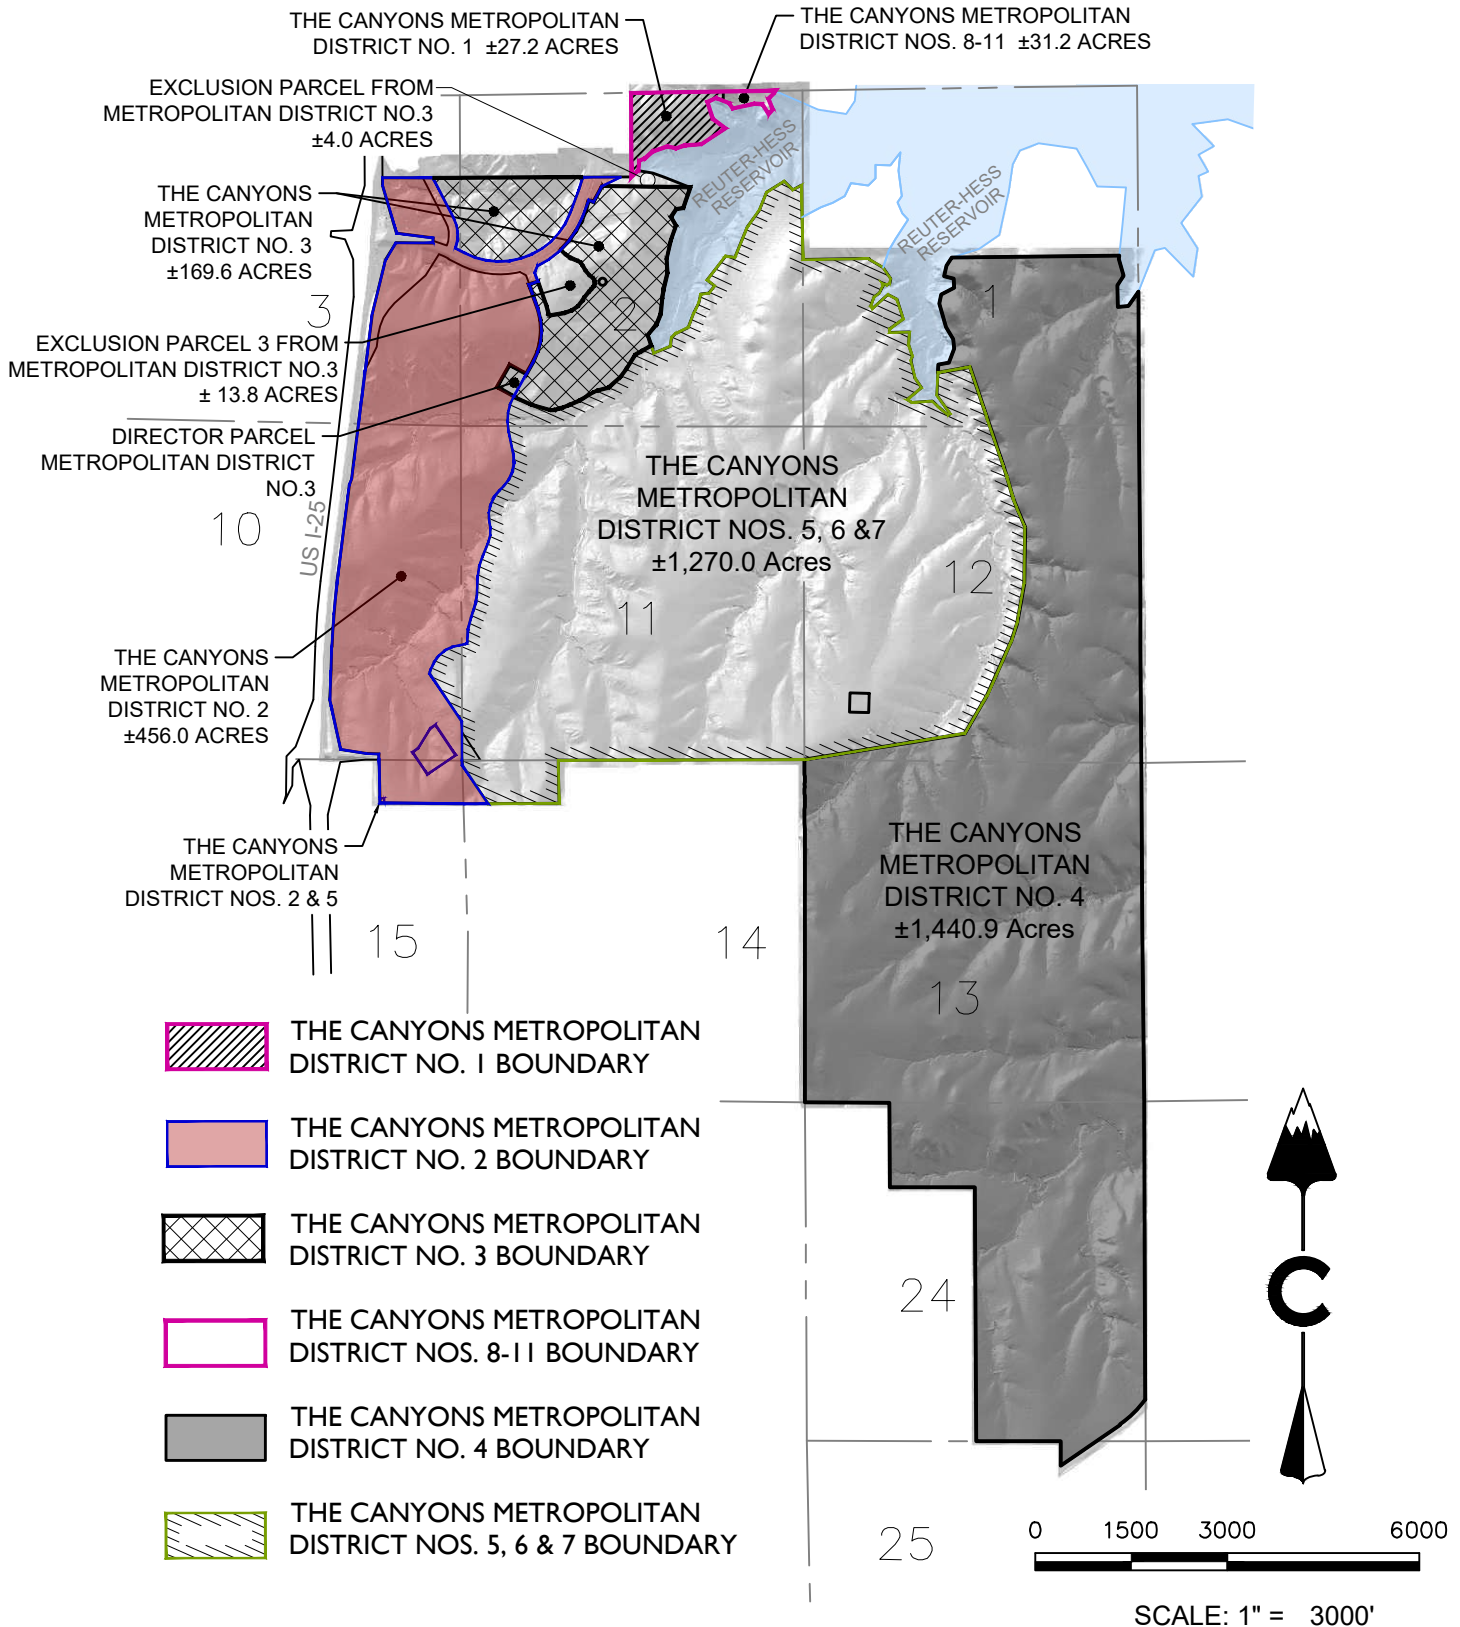 THE CANYONS METROPOLITAN
DISTRICT NO. 1 ±27.2 ACRES
THE CANYONS METROPOLITAN
DISTRICT NOS. 8-11 ±31.2 ACRES
EXCLUSION PARCEL FROM
METROPOLITAN DISTRICT NO.3
±4.0 ACRES
THE CANYONS
METROPOLITAN
DISTRICT NO. 3
±169.6 ACRES
REUTER-HESS
RESERVOIR
REUTER-HESS
RESERVOIR
3
2
1
EXCLUSION PARCEL 3 FROM
METROPOLITAN DISTRICT NO.3
± 13.8 ACRES
DIRECTOR PARCEL
METROPOLITAN DISTRICT
NO.3
THE CANYONS
METROPOLITAN
DISTRICT NOS. 5, 6 &7
±1,270.0 Acres
10
US I-25
11
12
THE CANYONS
METROPOLITAN
DISTRICT NO. 2
±456.0 ACRES
THE CANYONS
METROPOLITAN
DISTRICT NOS. 2 & 5
THE CANYONS
METROPOLITAN
DISTRICT NO. 4
±1,440.9 Acres
15
14
13
THE CANYONS METROPOLITAN
DISTRICT NO. 1 BOUNDARY
THE CANYONS METROPOLITAN
DISTRICT NO. 2 BOUNDARY
THE CANYONS METROPOLITAN
DISTRICT NO. 3 BOUNDARY
THE CANYONS METROPOLITAN
DISTRICT NOS. 8-11 BOUNDARY
THE CANYONS METROPOLITAN
DISTRICT NO. 4 BOUNDARY
THE CANYONS METROPOLITAN
DISTRICT NOS. 5, 6 & 7 BOUNDARY
24
25
C
0 1500 3000 6000
SCALE: 1" = 3000'